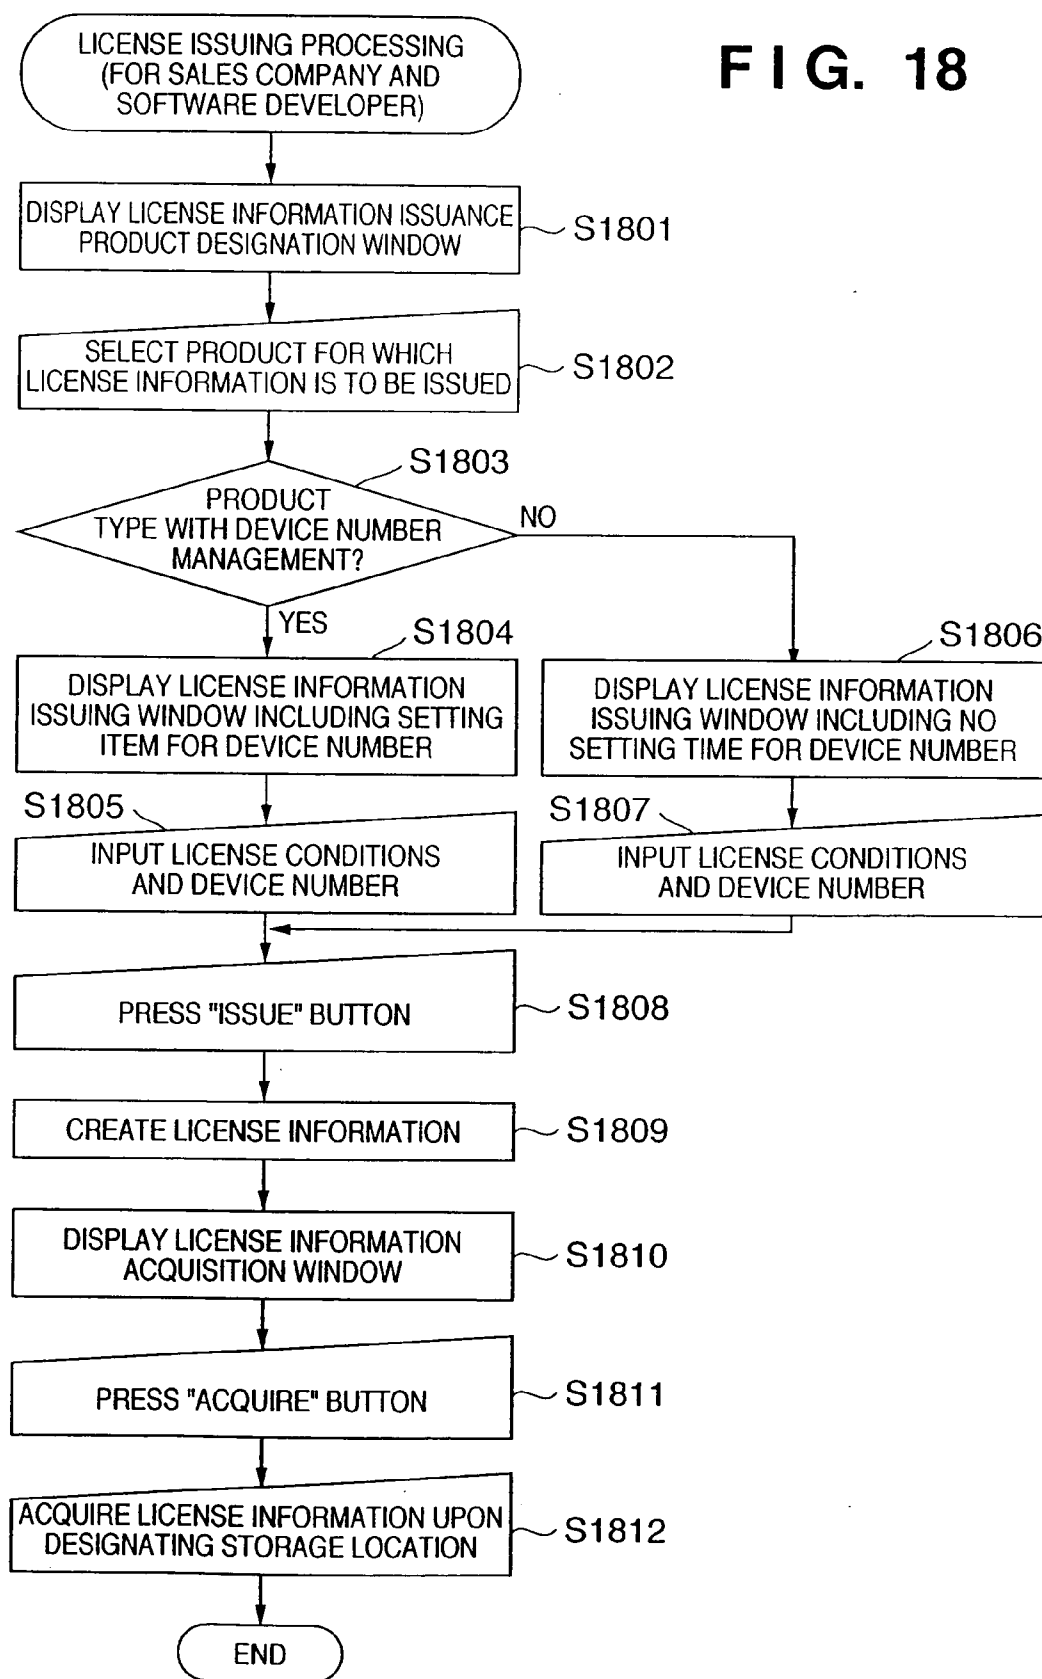 FIG. 18
LICENSE ISSUING PROCESSING
(FOR SALES COMPANY AND
SOFTWARE DEVELOPER)
DISPLAY LICENSE INFORMATION ISSUANCE
PRODUCT DESIGNATION WINDOW
S1801
SELECT PRODUCT FOR WHICH
LICENSE INFORMATION IS TO BE ISSUED
S1802
S1803
PRODUCT
TYPE WITH DEVICE NUMBER
MANAGEMENT?
NO
YES
S1804
DISPLAY LICENSE INFORMATION
ISSUING WINDOW INCLUDING SETTING
ITEM FOR DEVICE NUMBER
S1806
DISPLAY LICENSE INFORMATION
ISSUING WINDOW INCLUDING NO
SETTING TIME FOR DEVICE NUMBER
S1805
INPUT LICENSE CONDITIONS
AND DEVICE NUMBER
S1807
INPUT LICENSE CONDITIONS
AND DEVICE NUMBER
PRESS "ISSUE" BUTTON
S1808
CREATE LICENSE INFORMATION
S1809
DISPLAY LICENSE INFORMATION
ACQUISITION WINDOW
S1810
PRESS "ACQUIRE" BUTTON
S1811
ACQUIRE LICENSE INFORMATION UPON
DESIGNATING STORAGE LOCATION
S1812
END